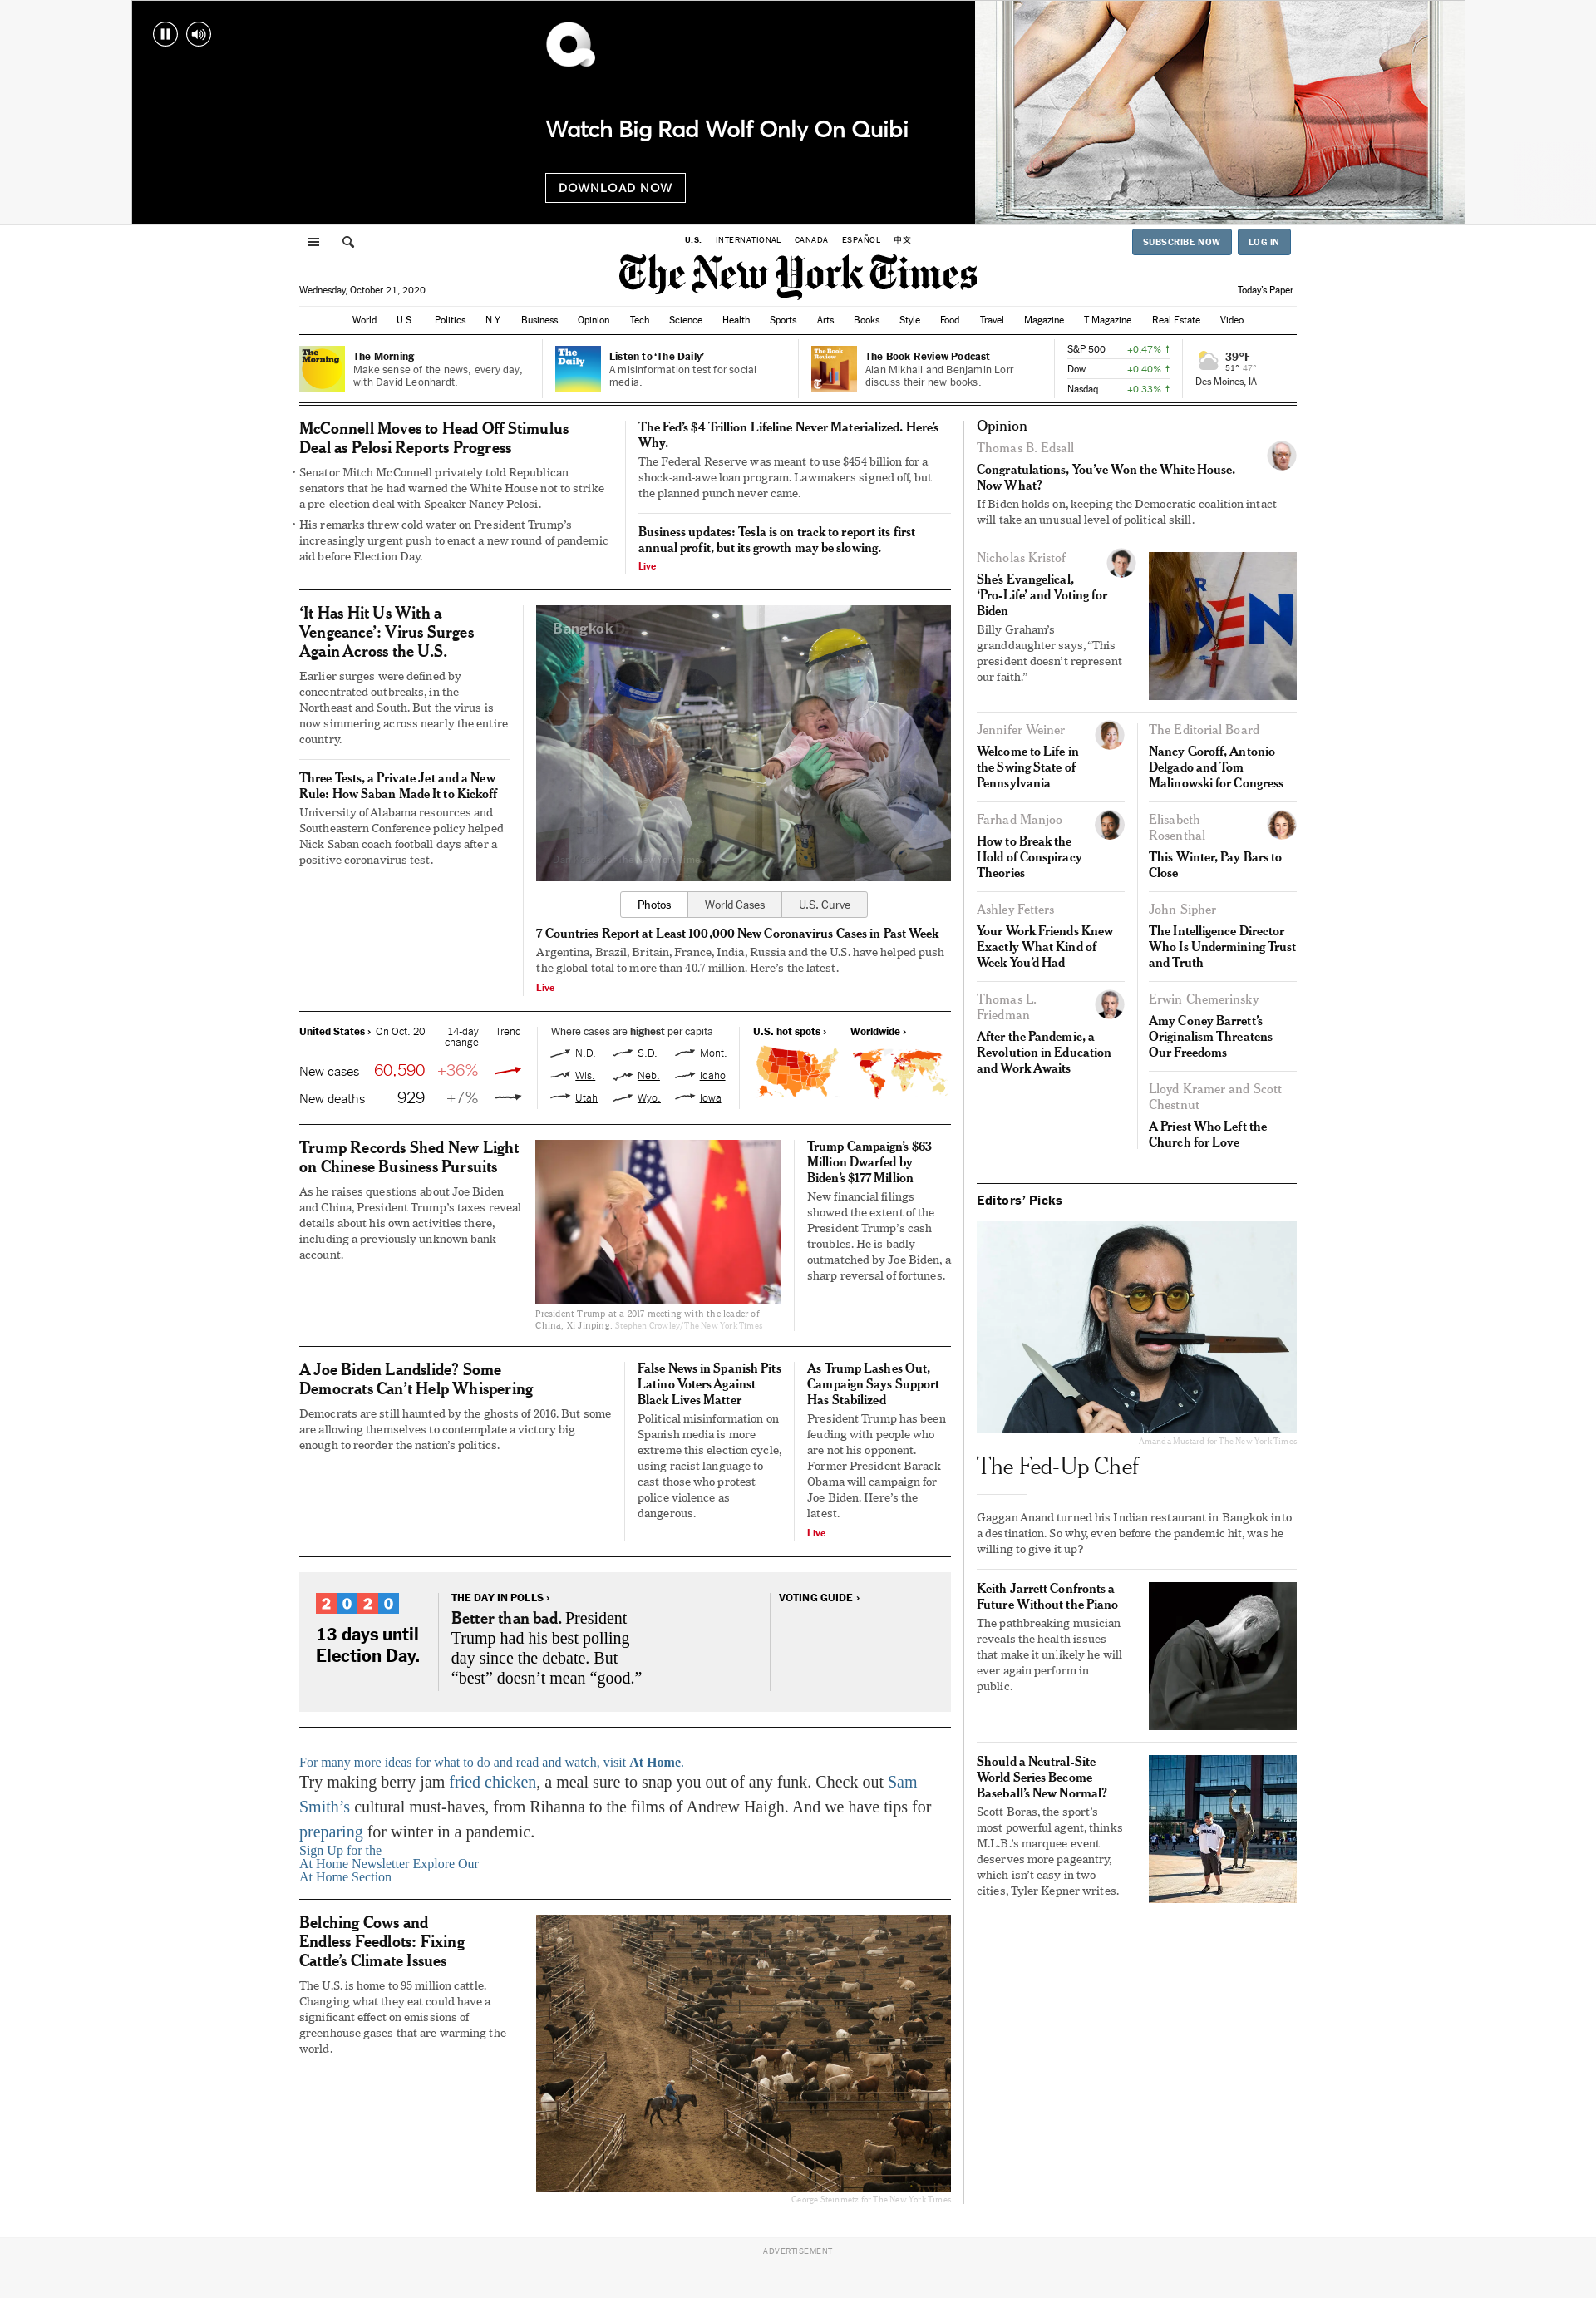 Watch Big Rad Wolf Only On Quibi
DOWNLOAD NOW
U.S. INTERNATIONAL CANADA ESPAÑOL 中文
SUBSCRIBE NOW LOG IN
The New York Times
Wednesday, October 21, 2020
Today's Paper
World U.S. Politics N.Y. Business Opinion Tech Science Health Sports Arts Books Style Food Travel Magazine T Magazine Real Estate Video
The Morning
The Morning
Make sense of the news, every day,
with David Leonhardt.
The Daily
Listen to ‘The Daily’
A misinformation test for social
media.
The Book Review
The Book Review Podcast
Alan Mikhail and Benjamin Lorr
discuss their new books.
S&P 500 +0.47% ↑
Dow +0.40% ↑
Nasdaq +0.33% ↑
39°F
51° 47°
Des Moines, IA
McConnell Moves to Head Off Stimulus
Deal as Pelosi Reports Progress
• Senator Mitch McConnell privately told Republican
senators that he had warned the White House not to strike
a pre-election deal with Speaker Nancy Pelosi.
• His remarks threw cold water on President Trump’s
increasingly urgent push to enact a new round of pandemic
aid before Election Day.
The Fed’s $4 Trillion Lifeline Never Materialized. Here’s
Why.
The Federal Reserve was meant to use $454 billion for a
shock-and-awe loan program. Lawmakers signed off, but
the planned punch never came.
Business updates: Tesla is on track to report its first
annual profit, but its growth may be slowing.
Live
‘It Has Hit Us With a
Vengeance’: Virus Surges
Again Across the U.S.
Earlier surges were defined by
concentrated outbreaks, in the
Northeast and South. But the virus is
now simmering across nearly the entire
country.
Three Tests, a Private Jet and a New
Rule: How Saban Made It to Kickoff
University of Alabama resources and
Southeastern Conference policy helped
Nick Saban coach football days after a
positive coronavirus test.
Bangkok
Photos World Cases U.S. Curve
7 Countries Report at Least 100,000 New Coronavirus Cases in Past Week
Argentina, Brazil, Britain, France, India, Russia and the U.S. have helped push
the global total to more than 40.7 million. Here’s the latest.
Live
United States › On Oct. 20 14-day
change Trend
New cases 60,590 +36%
New deaths 929 +7%
Where cases are highest per capita
N.D. S.D. Mont.
Wis. Neb. Idaho
Utah Wyo. Iowa
U.S. hot spots › Worldwide ›
Trump Records Shed New Light
on Chinese Business Pursuits
As he raises questions about Joe Biden
and China, President Trump’s taxes reveal
details about his own activities there,
including a previously unknown bank
account.
President Trump at a 2017 meeting with the leader of
China, Xi Jinping. Stephen Crowley/The New York Times
Trump Campaign’s $63
Million Dwarfed by
Biden’s $177 Million
New financial filings
showed the extent of the
President Trump’s cash
troubles. He is badly
outmatched by Joe Biden, a
sharp reversal of fortunes.
A Joe Biden Landslide? Some
Democrats Can’t Help Whispering
Democrats are still haunted by the ghosts of 2016. But some
are allowing themselves to contemplate a victory big
enough to reorder the nation’s politics.
False News in Spanish Pits
Latino Voters Against
Black Lives Matter
Political misinformation on
Spanish media is more
extreme this election cycle,
using racist language to
cast those who protest
police violence as
dangerous.
As Trump Lashes Out,
Campaign Says Support
Has Stabilized
President Trump has been
feuding with people who
are not his opponent.
Former President Barack
Obama will campaign for
Joe Biden. Here’s the
latest.
Live
2020
13 days until
Election Day.
THE DAY IN POLLS ›
Better than bad. President
Trump had his best polling
day since the debate. But
“best” doesn’t mean “good.”
VOTING GUIDE ›
For many more ideas for what to do and read and watch, visit At Home.
Try making berry jam fried chicken, a meal sure to snap you out of any funk. Check out Sam
Smith’s cultural must-haves, from Rihanna to the films of Andrew Haigh. And we have tips for
preparing for winter in a pandemic.
Sign Up for the
At Home Newsletter Explore Our
At Home Section
Belching Cows and
Endless Feedlots: Fixing
Cattle’s Climate Issues
The U.S. is home to 95 million cattle.
Changing what they eat could have a
significant effect on emissions of
greenhouse gases that are warming the
world.
George Steinmetz for The New York Times
Opinion
Thomas B. Edsall
Congratulations, You’ve Won the White House.
Now What?
If Biden holds on, keeping the Democratic coalition intact
will take an unusual level of political skill.
Nicholas Kristof
She’s Evangelical,
‘Pro-Life’ and Voting for
Biden
Billy Graham’s
granddaughter says, “This
president doesn’t represent
our faith.”
Jennifer Weiner
Welcome to Life in
the Swing State of
Pennsylvania
The Editorial Board
Nancy Goroff, Antonio
Delgado and Tom
Malinowski for Congress
Farhad Manjoo
How to Break the
Hold of Conspiracy
Theories
Elisabeth
Rosenthal
This Winter, Pay Bars to
Close
Ashley Fetters
Your Work Friends Knew
Exactly What Kind of
Week You’d Had
John Sipher
The Intelligence Director
Who Is Undermining Trust
and Truth
Thomas L.
Friedman
After the Pandemic, a
Revolution in Education
and Work Awaits
Erwin Chemerinsky
Amy Coney Barrett’s
Originalism Threatens
Our Freedoms
Lloyd Kramer and Scott
Chestnut
A Priest Who Left the
Church for Love
Editors’ Picks
Amanda Mustard for The New York Times
The Fed-Up Chef
Gaggan Anand turned his Indian restaurant in Bangkok into
a destination. So why, even before the pandemic hit, was he
willing to give it up?
Keith Jarrett Confronts a
Future Without the Piano
The pathbreaking musician
reveals the health issues
that make it unlikely he will
ever again perform in
public.
Should a Neutral-Site
World Series Become
Baseball’s New Normal?
Scott Boras, the sport’s
most powerful agent, thinks
M.L.B.’s marquee event
deserves more pageantry,
which isn’t easy in two
cities, Tyler Kepner writes.
ADVERTISEMENT